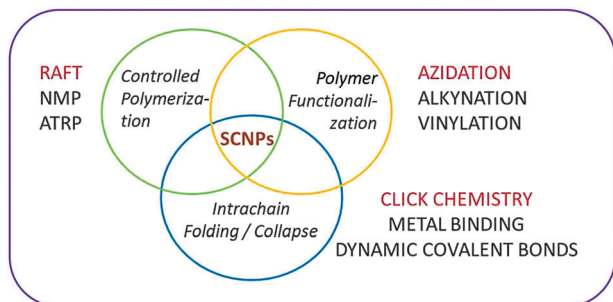 RAFT
NMP
ATRP
Controlled
Polymeriza-
tion
Polymer
Functionali-
zation
AZIDATION
ALKYNATION
VINYLATION
SCNPs
Intrachain
Folding / Collapse
CLICK CHEMISTRY
METAL BINDING
DYNAMIC COVALENT BONDS